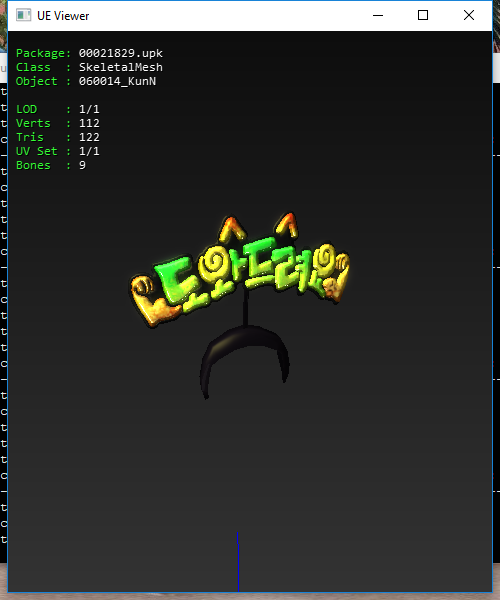 UE Viewer
Package: 00021829.upk
Class : SkeletalMesh
Object : 060014_KunN
LOD : 1/1
Verts : 112
Tris : 122
UV Set : 1/1
Bones : 9
도와드려요